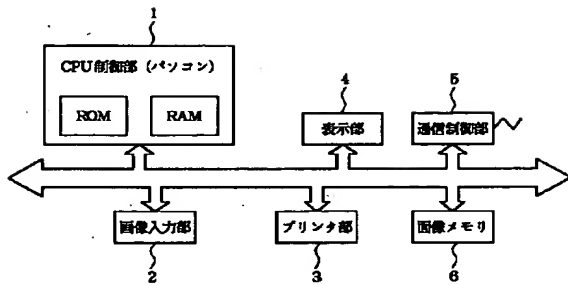 1
CPU制御部 (パソコン)
ROM
RAM
4
表示部
5
通信制御部
画像入力部
2
プリンタ部
3
画像メモリ
6